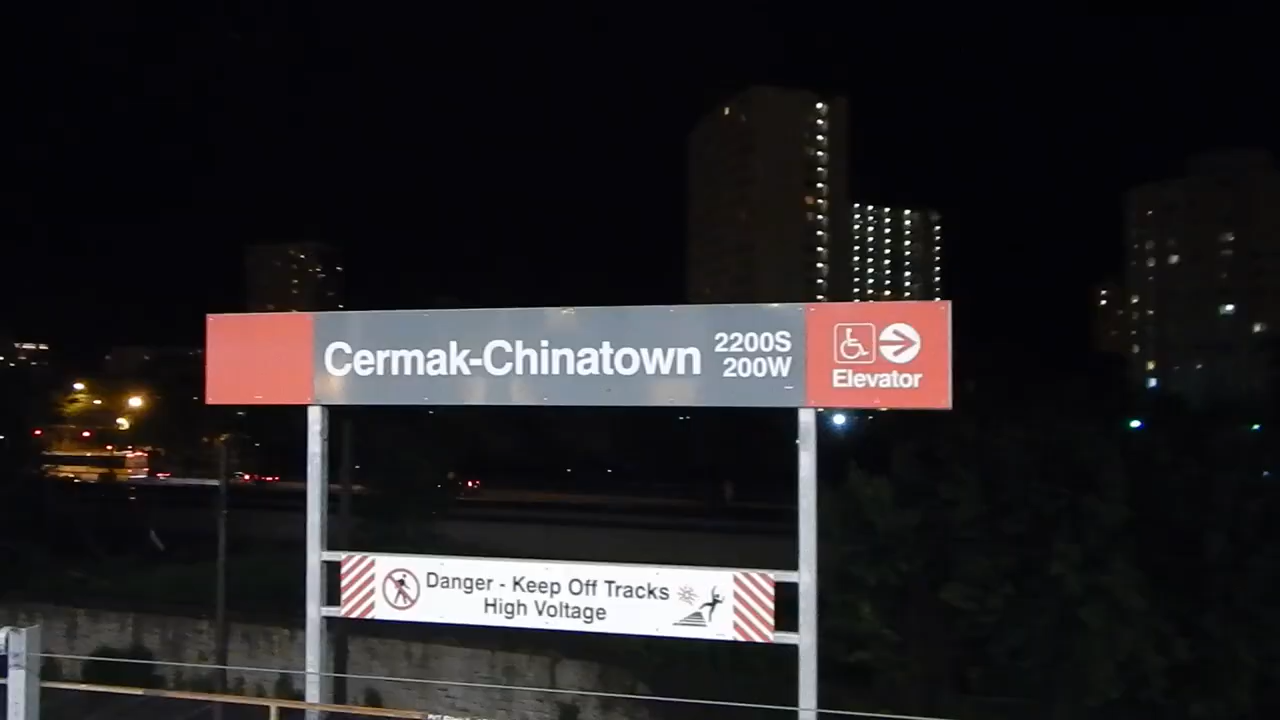 Cermak-Chinatown
2200S
200W
Elevator
Danger - Keep Off Tracks
High Voltage